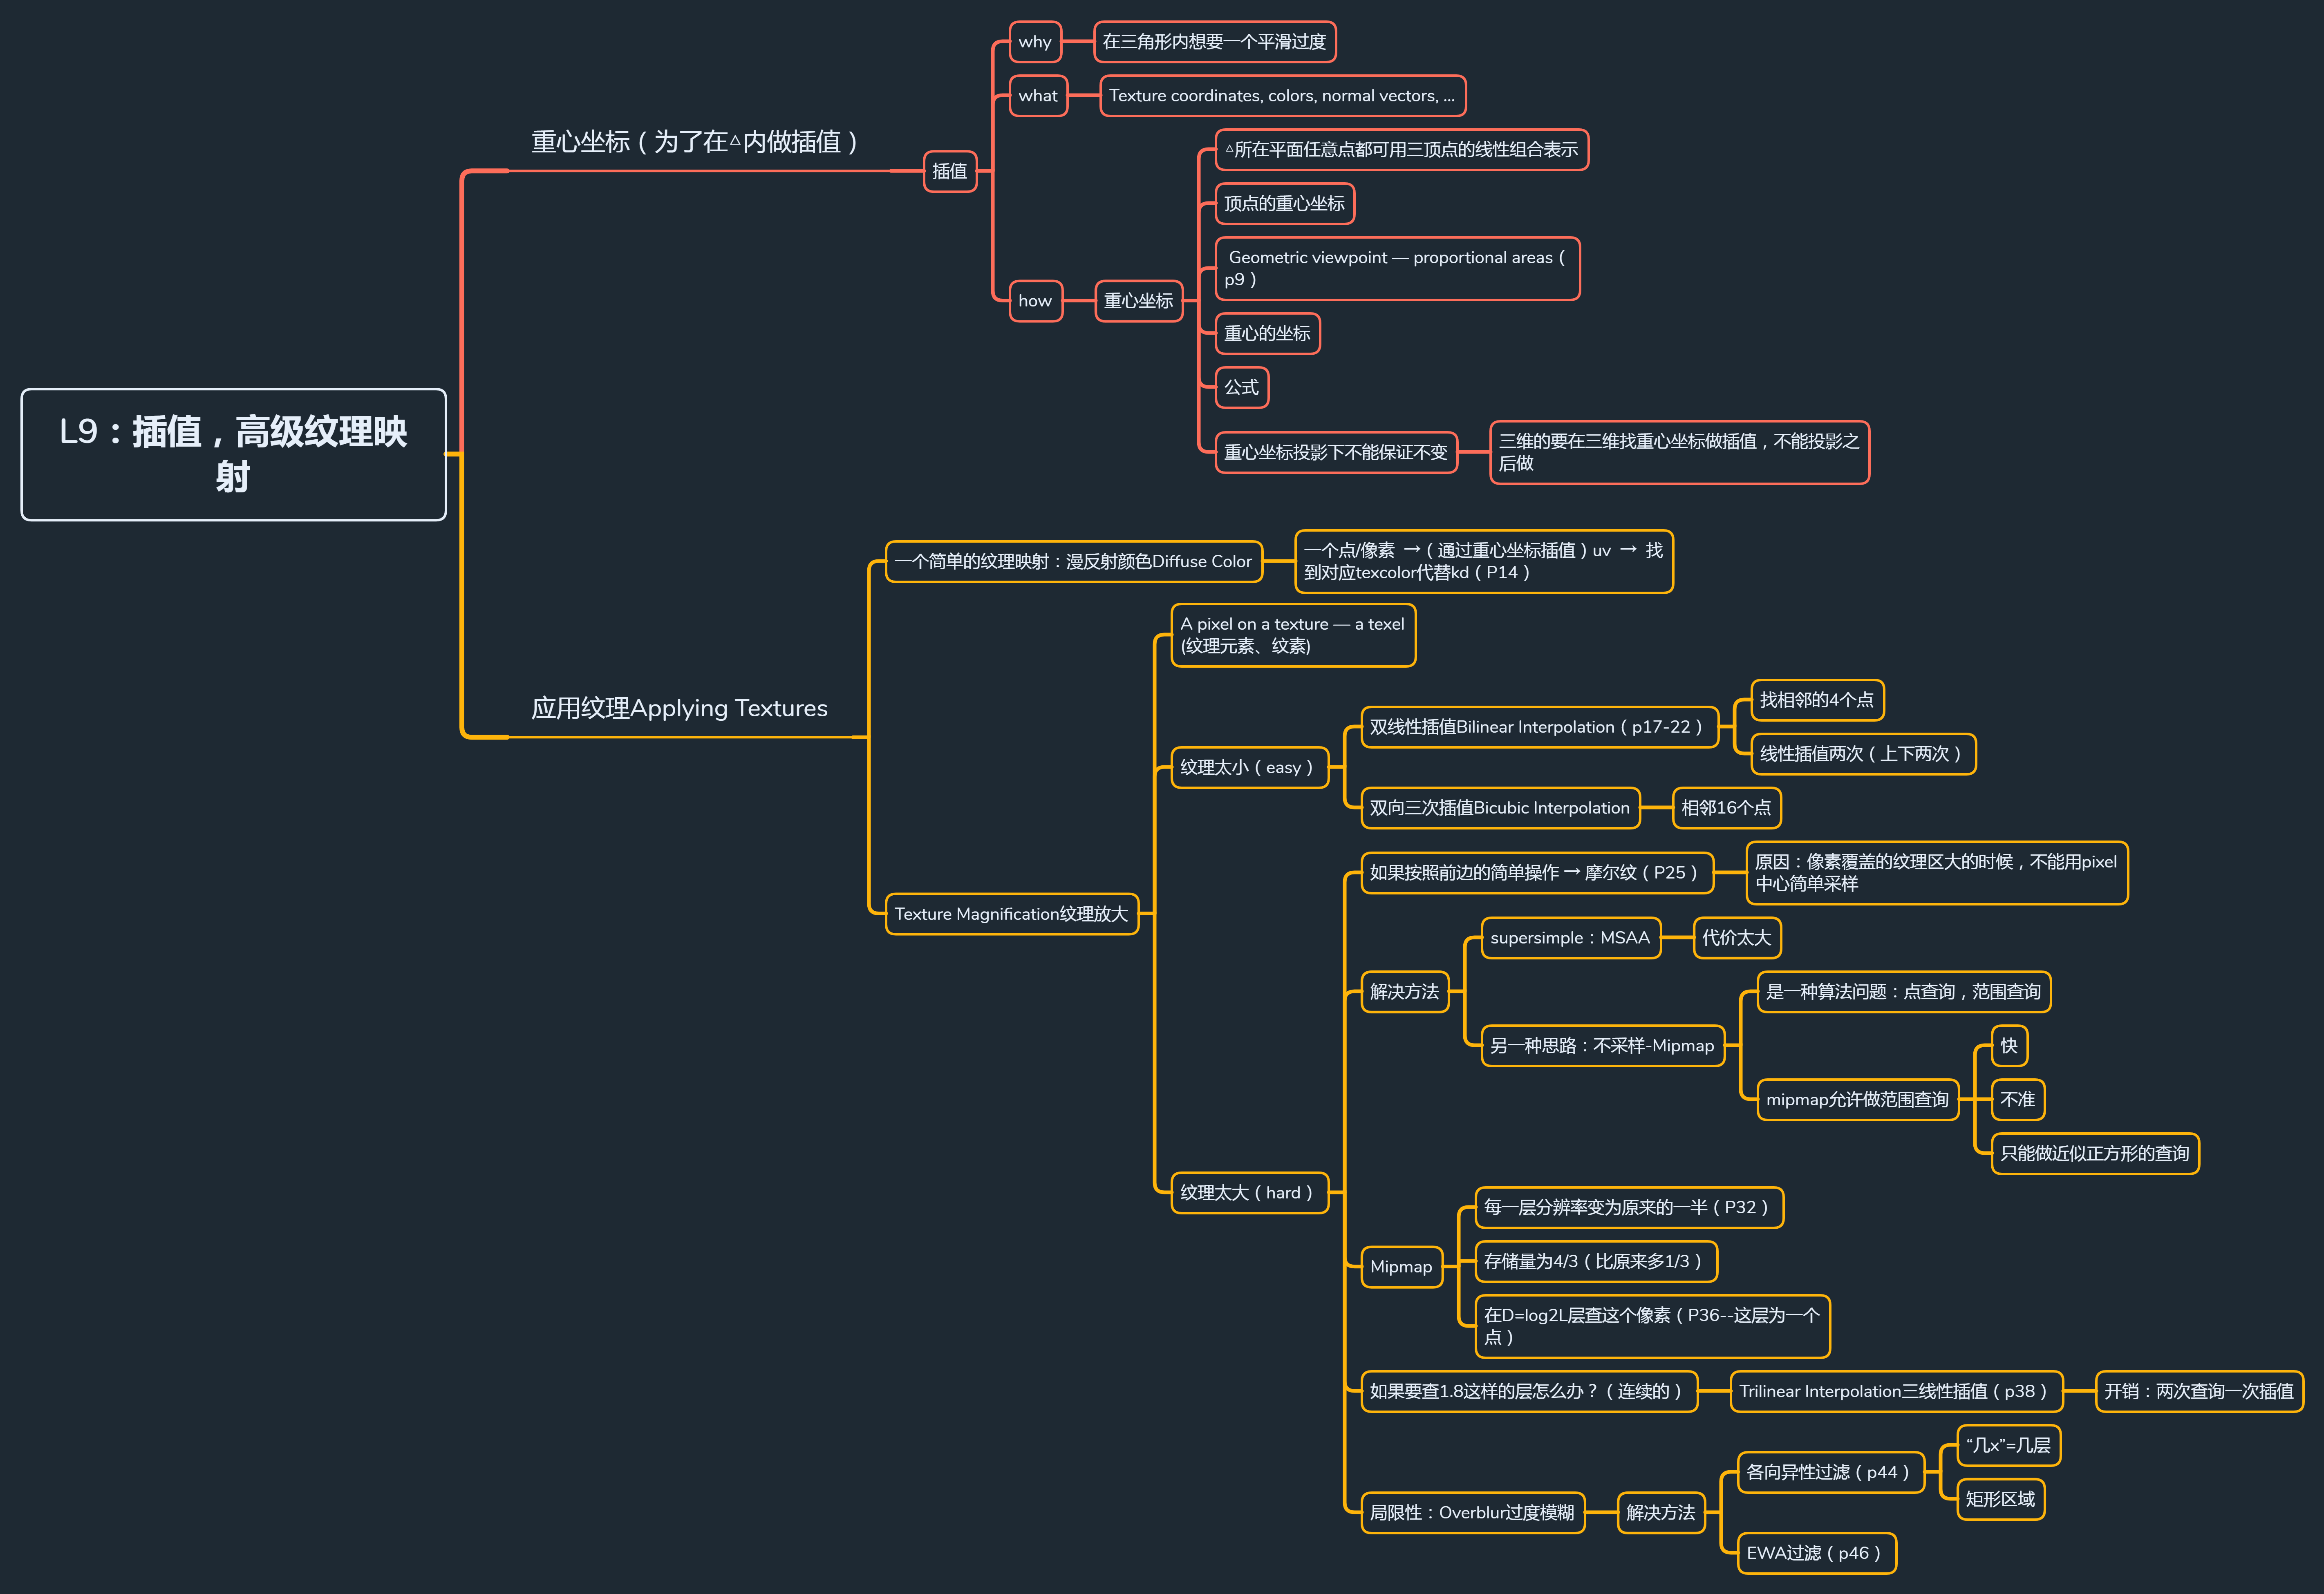 L9：插值，高级纹理映
射
重心坐标（为了在△内做插值）
插值
why
在三角形内想要一个平滑过度
what
Texture coordinates, colors, normal vectors, ...
how
重心坐标
△所在平面任意点都可用三顶点的线性组合表示
顶点的重心坐标
Geometric viewpoint — proportional areas（
p9）
重心的坐标
公式
重心坐标投影下不能保证不变
三维的要在三维找重心坐标做插值，不能投影之
后做
应用纹理Applying Textures
一个简单的纹理映射：漫反射颜色Diffuse Color
一个点/像素 →（通过重心坐标插值）uv → 找
到对应texcolor代替kd（P14）
Texture Magnification纹理放大
A pixel on a texture — a texel
(纹理元素、纹素)
纹理太小（easy）
双线性插值Bilinear Interpolation（p17-22）
找相邻的4个点
线性插值两次（上下两次）
双向三次插值Bicubic Interpolation
相邻16个点
纹理太大（hard）
如果按照前边的简单操作→摩尔纹（P25）
原因：像素覆盖的纹理区大的时候，不能用pixel
中心简单采样
解决方法
supersimple：MSAA
代价太大
另一种思路：不采样-Mipmap
是一种算法问题：点查询，范围查询
mipmap允许做范围查询
快
不准
只能做近似正方形的查询
Mipmap
每一层分辨率变为原来的一半（P32）
存储量为4/3（比原来多1/3）
在D=log2L层查这个像素（P36--这层为一个
点）
如果要查1.8这样的层怎么办？（连续的）
Trilinear Interpolation三线性插值（p38）
开销：两次查询一次插值
局限性：Overblur过度模糊
解决方法
各向异性过滤（p44）
“几x”=几层
矩形区域
EWA过滤（p46）